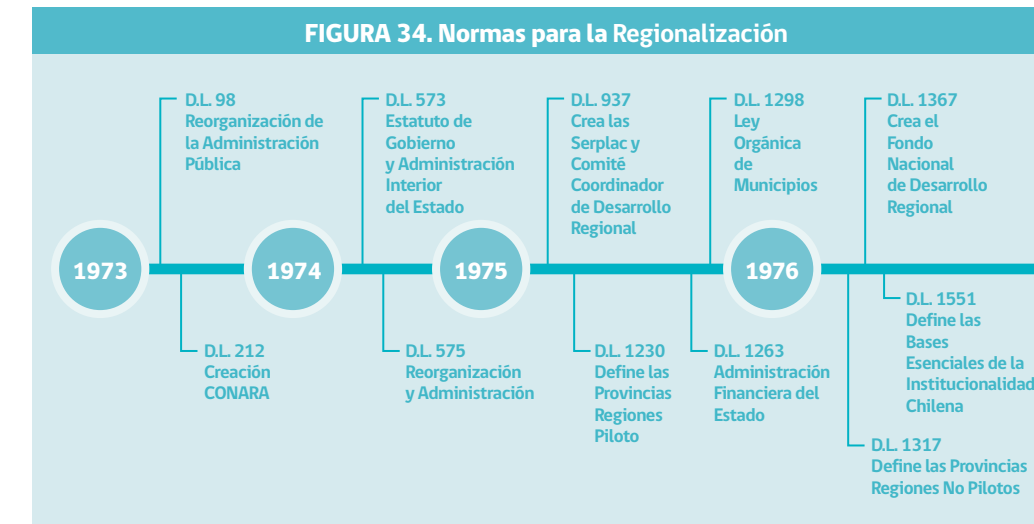 FIGURA 34. Normas para la Regionalización
D.L. 98
Reorganización de
la Administración
Pública
D.L. 573
Estatuto de
Gobierno
y Administración
Interior
del Estado
D.L. 937
Crea las
Serplac y
Comité
Coordinador
de Desarrollo
Regional
D.L. 1298
Ley
Orgánica
de
Municipios
D.L. 1367
Crea el
Fondo
Nacional
de Desarrollo
Regional
1973
1974
1975
1976
D.L. 212
Creación
CONARA
D.L. 575
Reorganización
y Administración
D.L. 1230
Define las
Provincias
Regiones
Piloto
D.L. 1263
Administración
Financiera del
Estado
D.L. 1551
Define las
Bases
Esenciales de la
Institucionalidad
Chilena
D.L. 1317
Define las Provincias
Regiones No Pilotos